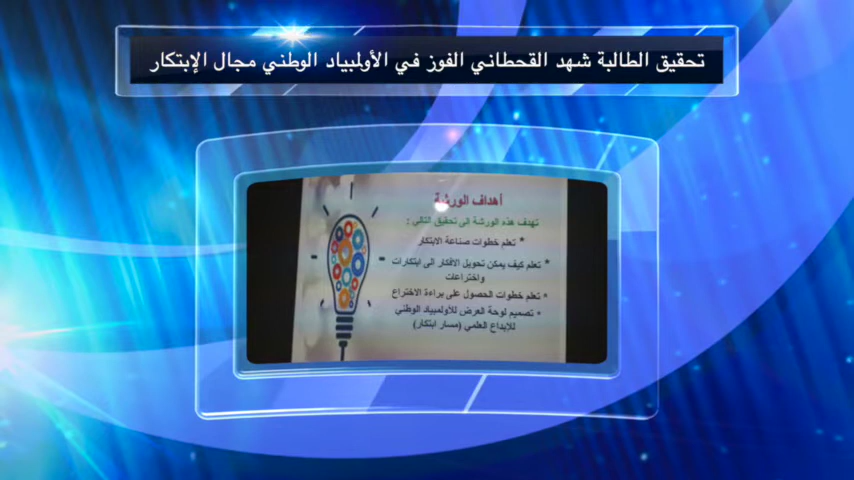 تحقيق الطالبة شهد القحطاني الفوز في الأولمبياد الوطني مجال الإبتكار
أهداف الورشة
تهدف هذه الورشة الى تحقيق التالي :
* تعلم خطوات صناعة الابتكار
* تعلم كيف يمكن تحويل الافكار الى ابتكارات
واختراعات
* تعلم خطوات الحصول على براءة الاختراع
* تصميم لوحة العرض للأولمبياد الوطني
للإبداع العلمي (مسار ابتكار)